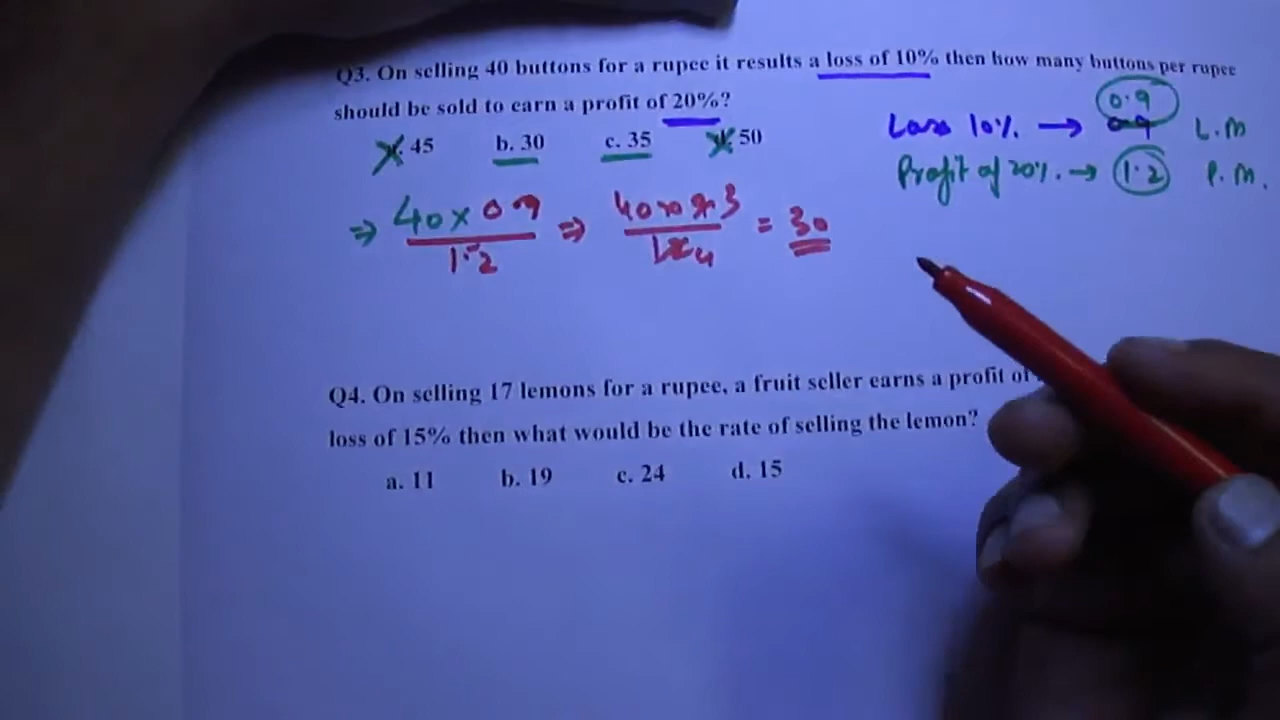 Q3. On selling 40 buttons for a rupee it results a loss of 10% then how many buttons per rupee
should be sold to earn a profit of 20%?
45 b. 30 c. 35 50
0.9
Loss 10% → 0.9 L.M
Profit of 20% → 1.2 P.M.
⇒ 40 × 0.9 / 1.2 ⇒ = 30
Q4. On selling 17 lemons for a rupee, a fruit seller earns a profit of
loss of 15% then what would be the rate of selling the lemon?
a. 11 b. 19 c. 24 d. 15